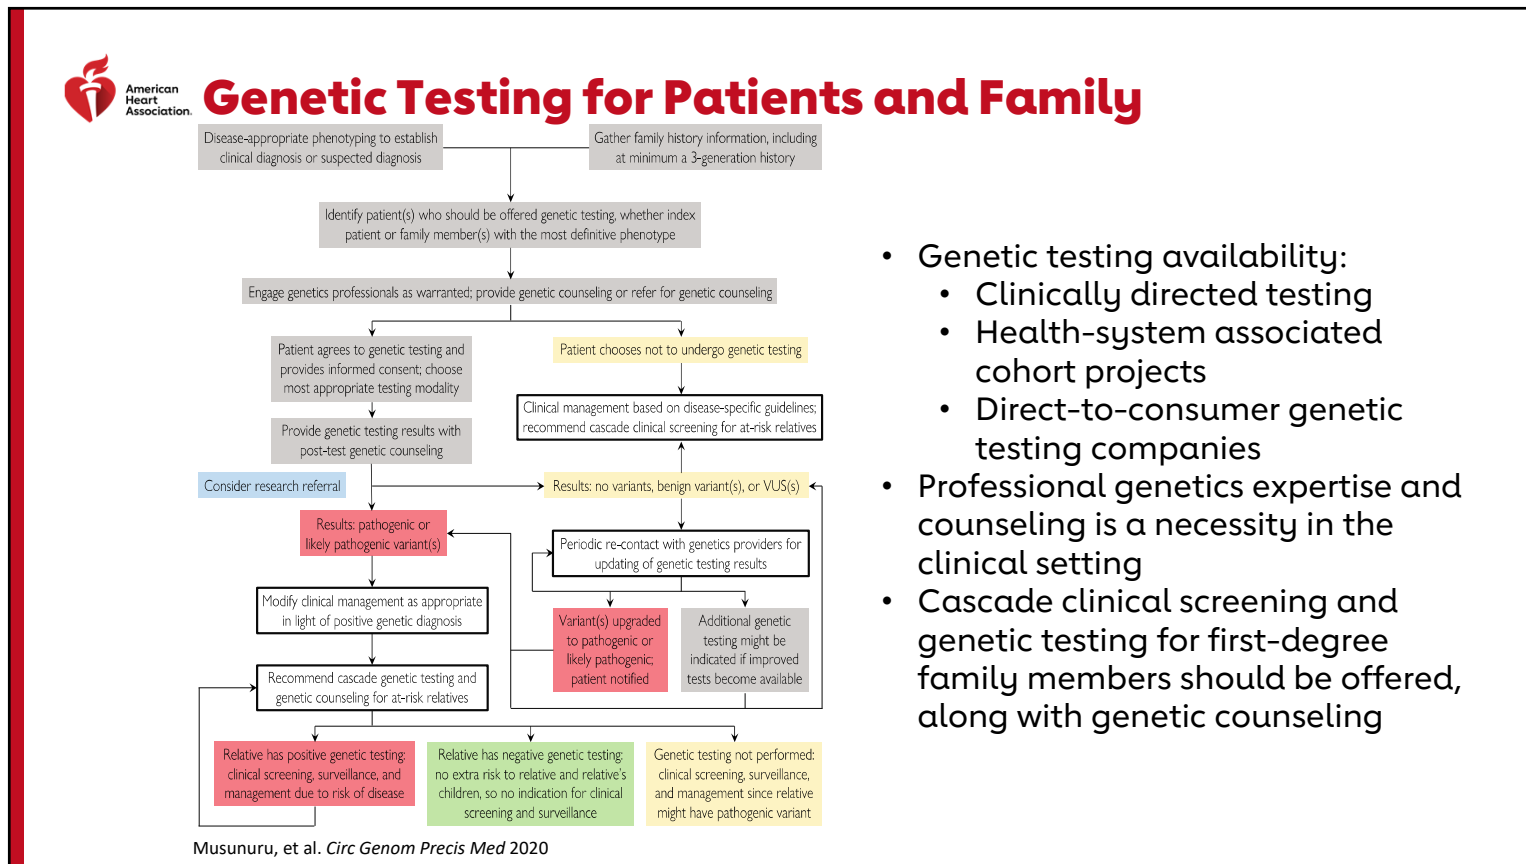 American
Heart
Association.
Genetic Testing for Patients and Family
Disease-appropriate phenotyping to establish
clinical diagnosis or suspected diagnosis
Gather family history information, including
at minimum a 3-generation history
Identify patient(s) who should be offered genetic testing, whether index
patient or family member(s) with the most definitive phenotype
Engage genetics professionals as warranted; provide genetic counseling or refer for genetic counseling
Patient agrees to genetic testing and
provides informed consent; choose
most appropriate testing modality
Patient chooses not to undergo genetic testing
Clinical management based on disease-specific guidelines;
recommend cascade clinical screening for at-risk relatives
Provide genetic testing results with
post-test genetic counseling
Consider research referral
Results: no variants, benign variant(s), or VUS(s)
Results: pathogenic or
likely pathogenic variant(s)
Periodic re-contact with genetics providers for
updating of genetic testing results
Modify clinical management as appropriate
in light of positive genetic diagnosis
Variant(s) upgraded
to pathogenic or
likely pathogenic;
patient notified
Additional genetic
testing might be
indicated if improved
tests become available
Recommend cascade genetic testing and
genetic counseling for at-risk relatives
Relative has positive genetic testing:
clinical screening, surveillance, and
management due to risk of disease
Relative has negative genetic testing:
no extra risk to relative and relative's
children, so no indication for clinical
screening and surveillance
Genetic testing not performed:
clinical screening, surveillance,
and management since relative
might have pathogenic variant
Musunuru, et al. Circ Genom Precis Med 2020
• Genetic testing availability:
• Clinically directed testing
• Health-system associated
cohort projects
• Direct-to-consumer genetic
testing companies
• Professional genetics expertise and
counseling is a necessity in the
clinical setting
• Cascade clinical screening and
genetic testing for first-degree
family members should be offered,
along with genetic counseling